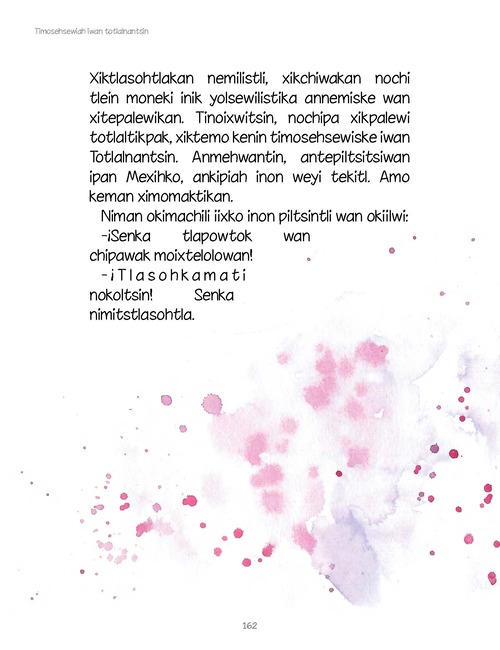 Timosehsewiah iwan totlalnantsin
Xiktlasohtlakan nemilistli, xikchiwakan nochi
tlein moneki inik yolsewilistika annemiske wan
xitepalewikan. Tinoixwitsin, nochipa xikpalewi
totlaltikpak, xiktemo kenin timosehsewiske iwan
Totlalnantsin. Anmehwantin, antepiltsitsiwan
ipan Mexihko, ankipiah inon weyi tekitl. Amo
keman ximomaktikan.
Niman okimachili iixko inon piltsintli wan okiilwi:
-¡Senka tlapowtok wan
chipawak moixtelolowan!
-¡Tlasohkamati
nokoltsin! Senka
nimitstlasohtla.
162